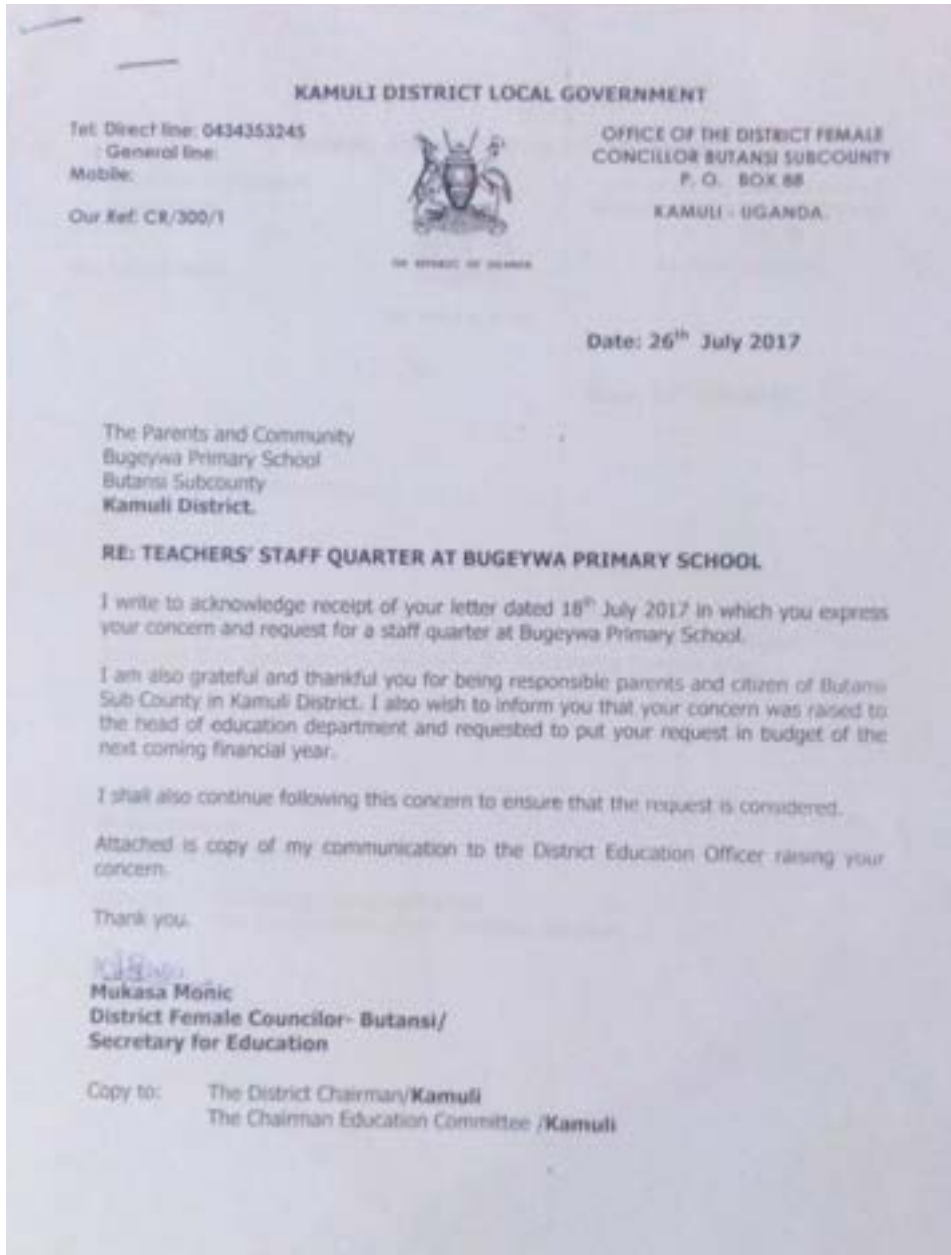 KAMULI DISTRICT LOCAL GOVERNMENT
Tel: Direct line: 0434353245
: General line:
Mobile:
Our Ref: CR/300/1
OFFICE OF THE DISTRICT FEMALE
CONCILLOR BUTANSI SUBCOUNTY
P. O. BOX 88
KAMULI - UGANDA.
THE REPUBLIC OF UGANDA
Date: 26th July 2017
The Parents and Community
Bugeywa Primary School
Butansi Subcounty
Kamuli District.
RE: TEACHERS' STAFF QUARTER AT BUGEYWA PRIMARY SCHOOL
I write to acknowledge receipt of your letter dated 18th July 2017 in which you express
your concern and request for a staff quarter at Bugeywa Primary School.
I am also grateful and thankful you for being responsible parents and citizen of Butansi
Sub County in Kamuli District. I also wish to inform you that your concern was raised to
the head of education department and requested to put your request in budget of the
next coming financial year.
I shall also continue following this concern to ensure that the request is considered.
Attached is copy of my communication to the District Education Officer raising your
concern.
Thank you.
Mukasa Monic
District Female Councilor- Butansi/
Secretary for Education
Copy to: The District Chairman/Kamuli
The Chairman Education Committee /Kamuli